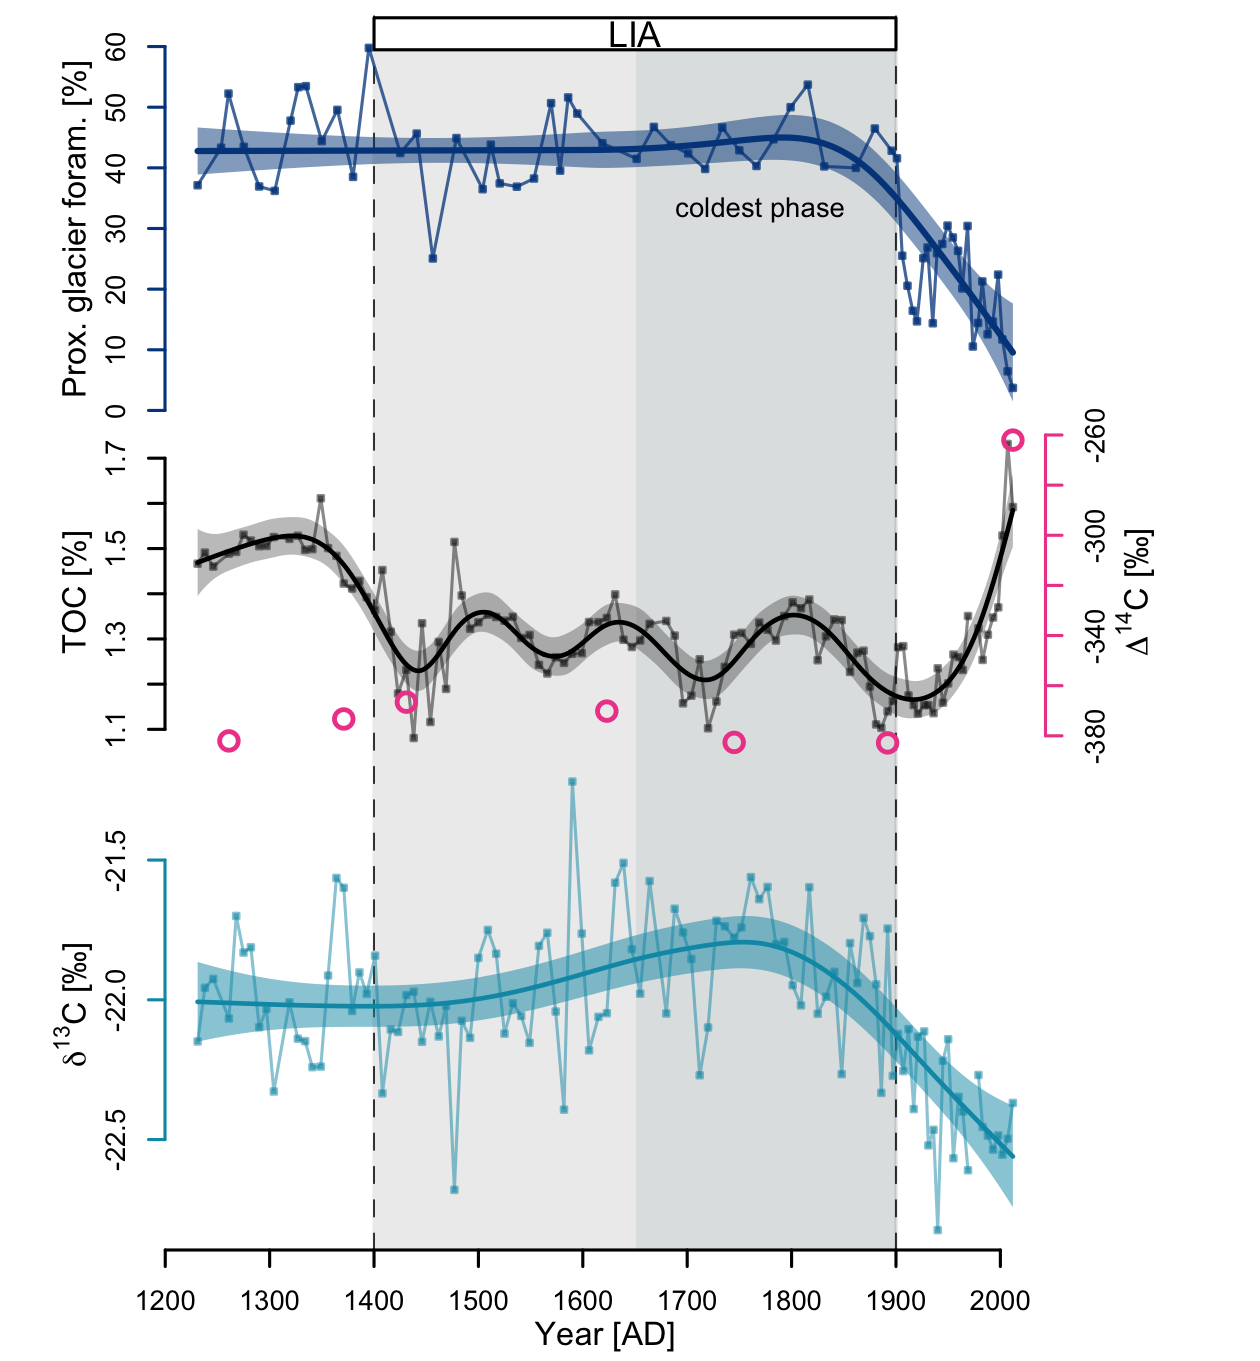 LIA
60
50
40
30
20
10
0
Prox. glacier foram. [%]
coldest phase
1.7
1.5
1.3
1.1
TOC [%]
-260
-300
-340
-380
Δ¹⁴C [‰]
-21.5
-22.0
-22.5
δ¹³C [‰]
1200 1300 1400 1500 1600 1700 1800 1900 2000
Year [AD]